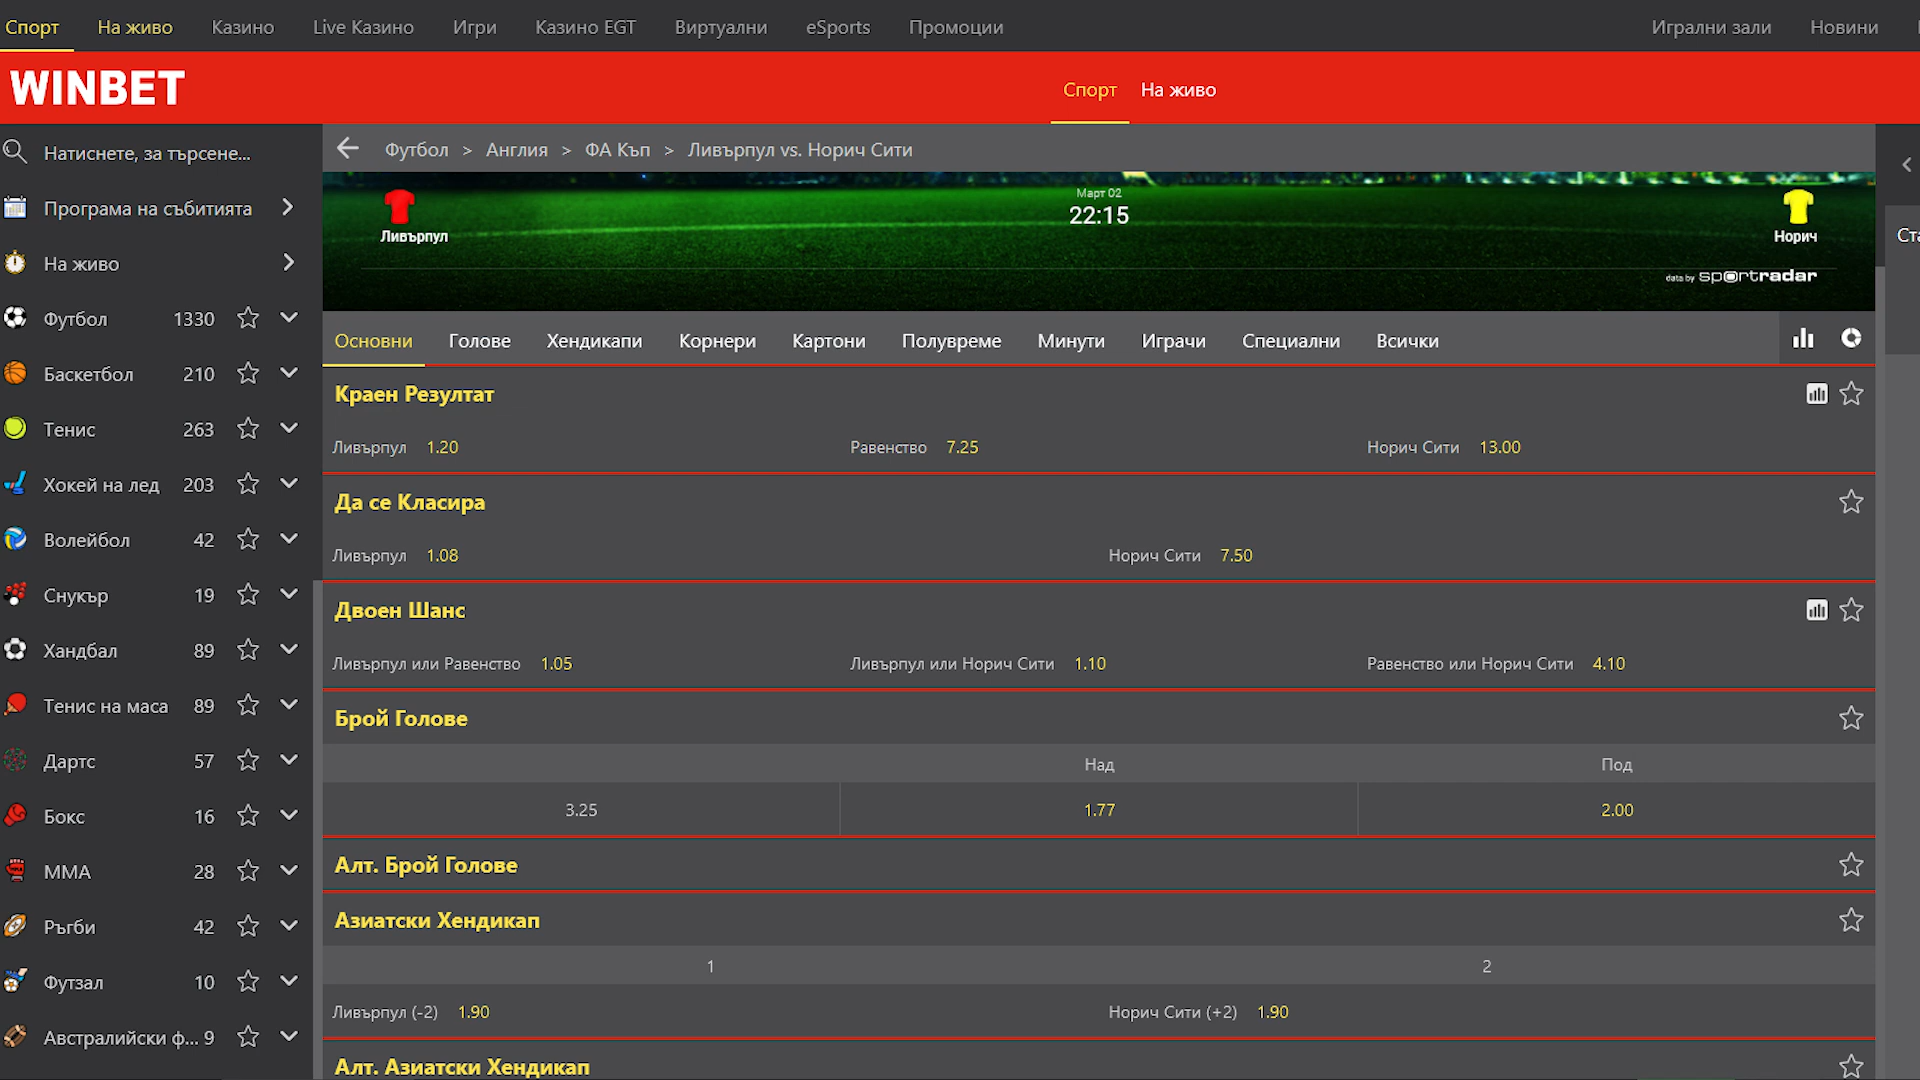 Спорт На живо Казино Live Казино Игри Казино EGT Виртуални eSports Промоции Игрални зали Новини
WINBET
Спорт На живо
Натиснете, за търсене...
Програма на събитията
На живо
Футбол 1330
Баскетбол 210
Тенис 263
Хокей на лед 203
Волейбол 42
Снукър 19
Хандбал 89
Тенис на маса 89
Дартс 57
Бокс 16
ММА 28
Ръгби 42
Футзал 10
Австралийски ф... 9
Футбол > Англия > ФА Къп > Ливърпул vs. Норич Сити
Март 02
22:15
Ливърпул
Норич
data by sportradar
Основни Голове Хендикапи Корнери Картони Полувреме Минути Играчи Специални Всички
Краен Резултат
Ливърпул 1.20 Равенство 7.25 Норич Сити 13.00
Да се Класира
Ливърпул 1.08 Норич Сити 7.50
Двоен Шанс
Ливърпул или Равенство 1.05 Ливърпул или Норич Сити 1.10 Равенство или Норич Сити 4.10
Брой Голове
Над Под
3.25 1.77 2.00
Алт. Брой Голове
Азиатски Хендикап
1 2
Ливърпул (-2) 1.90 Норич Сити (+2) 1.90
Алт. Азиатски Хендикап